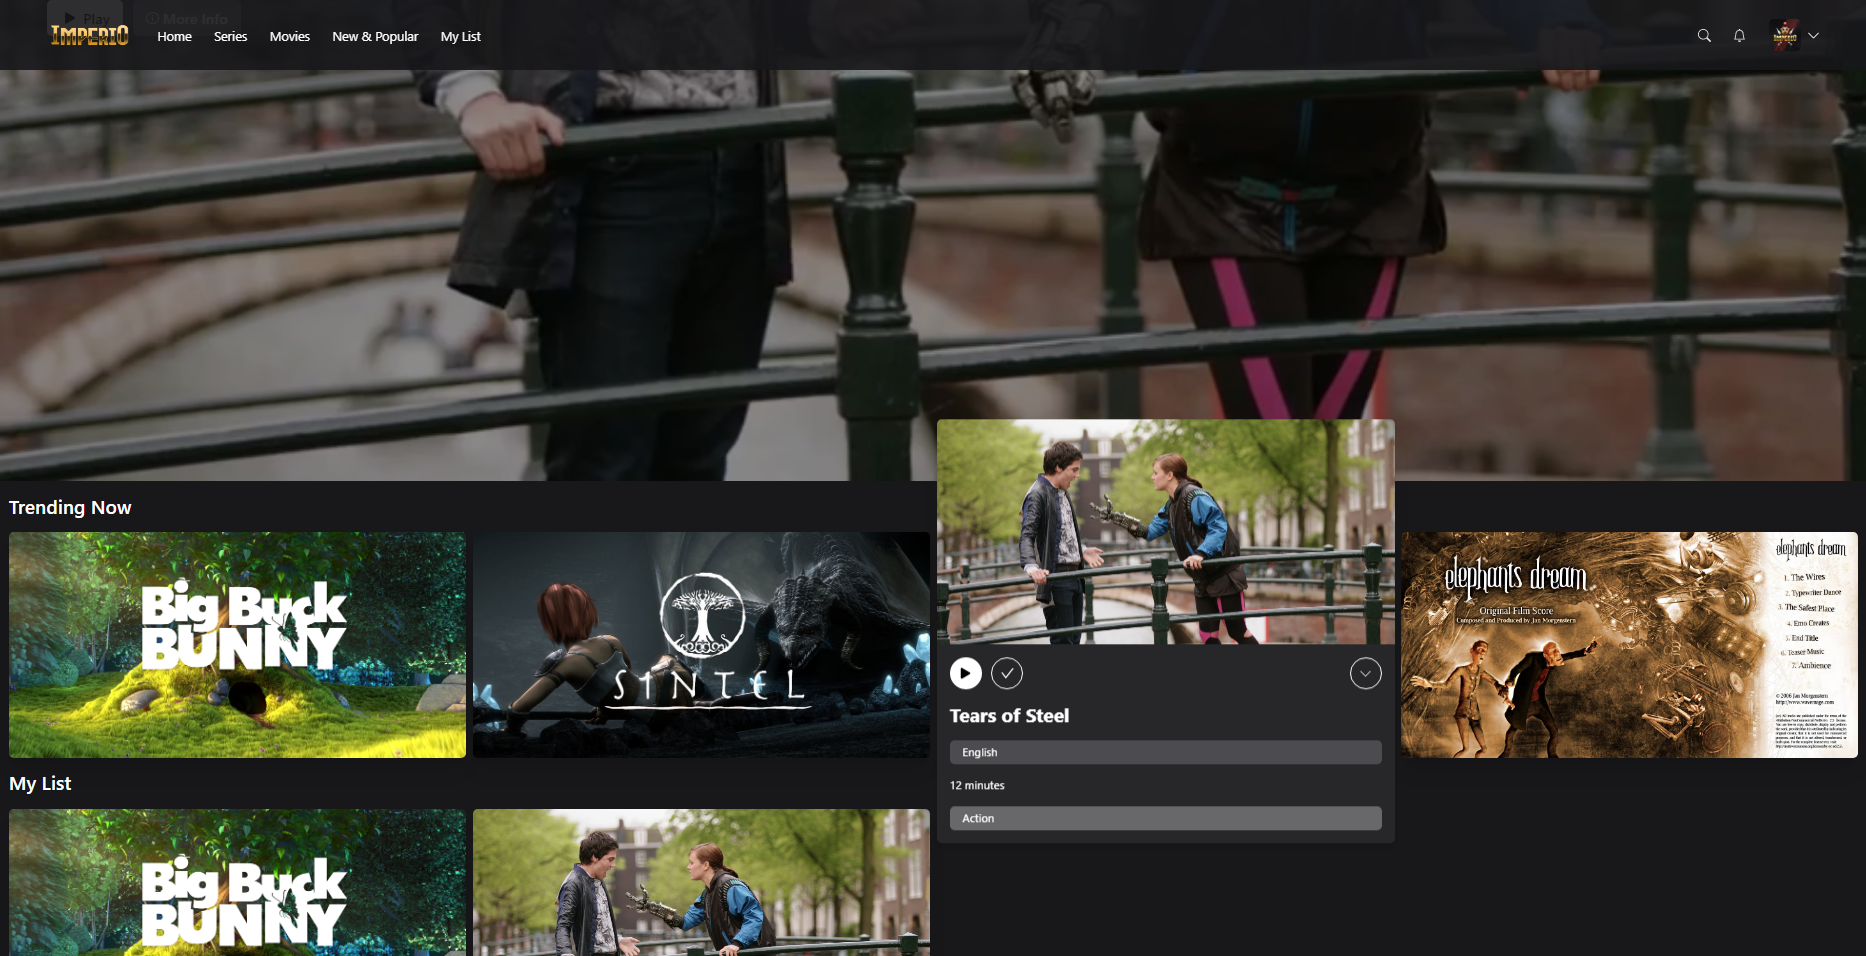 Play
More Info
IMPERIO
Home
Series
Movies
New & Popular
My List
Trending Now
Big Buck
BUNNY
SINTEL
Tears of Steel
English
12 minutes
Action
elephants dream
Original Film Score
Composed and Produced by Jan Morgenstern
elephants dream
1. The Wires
2. Typewriter Dance
3. The Safest Place
4. Emo Creates
5. End Title
6. Teaser Music
7. Ambience
© 2006 Jan Morgenstern
My List
Big Buck
BUNNY